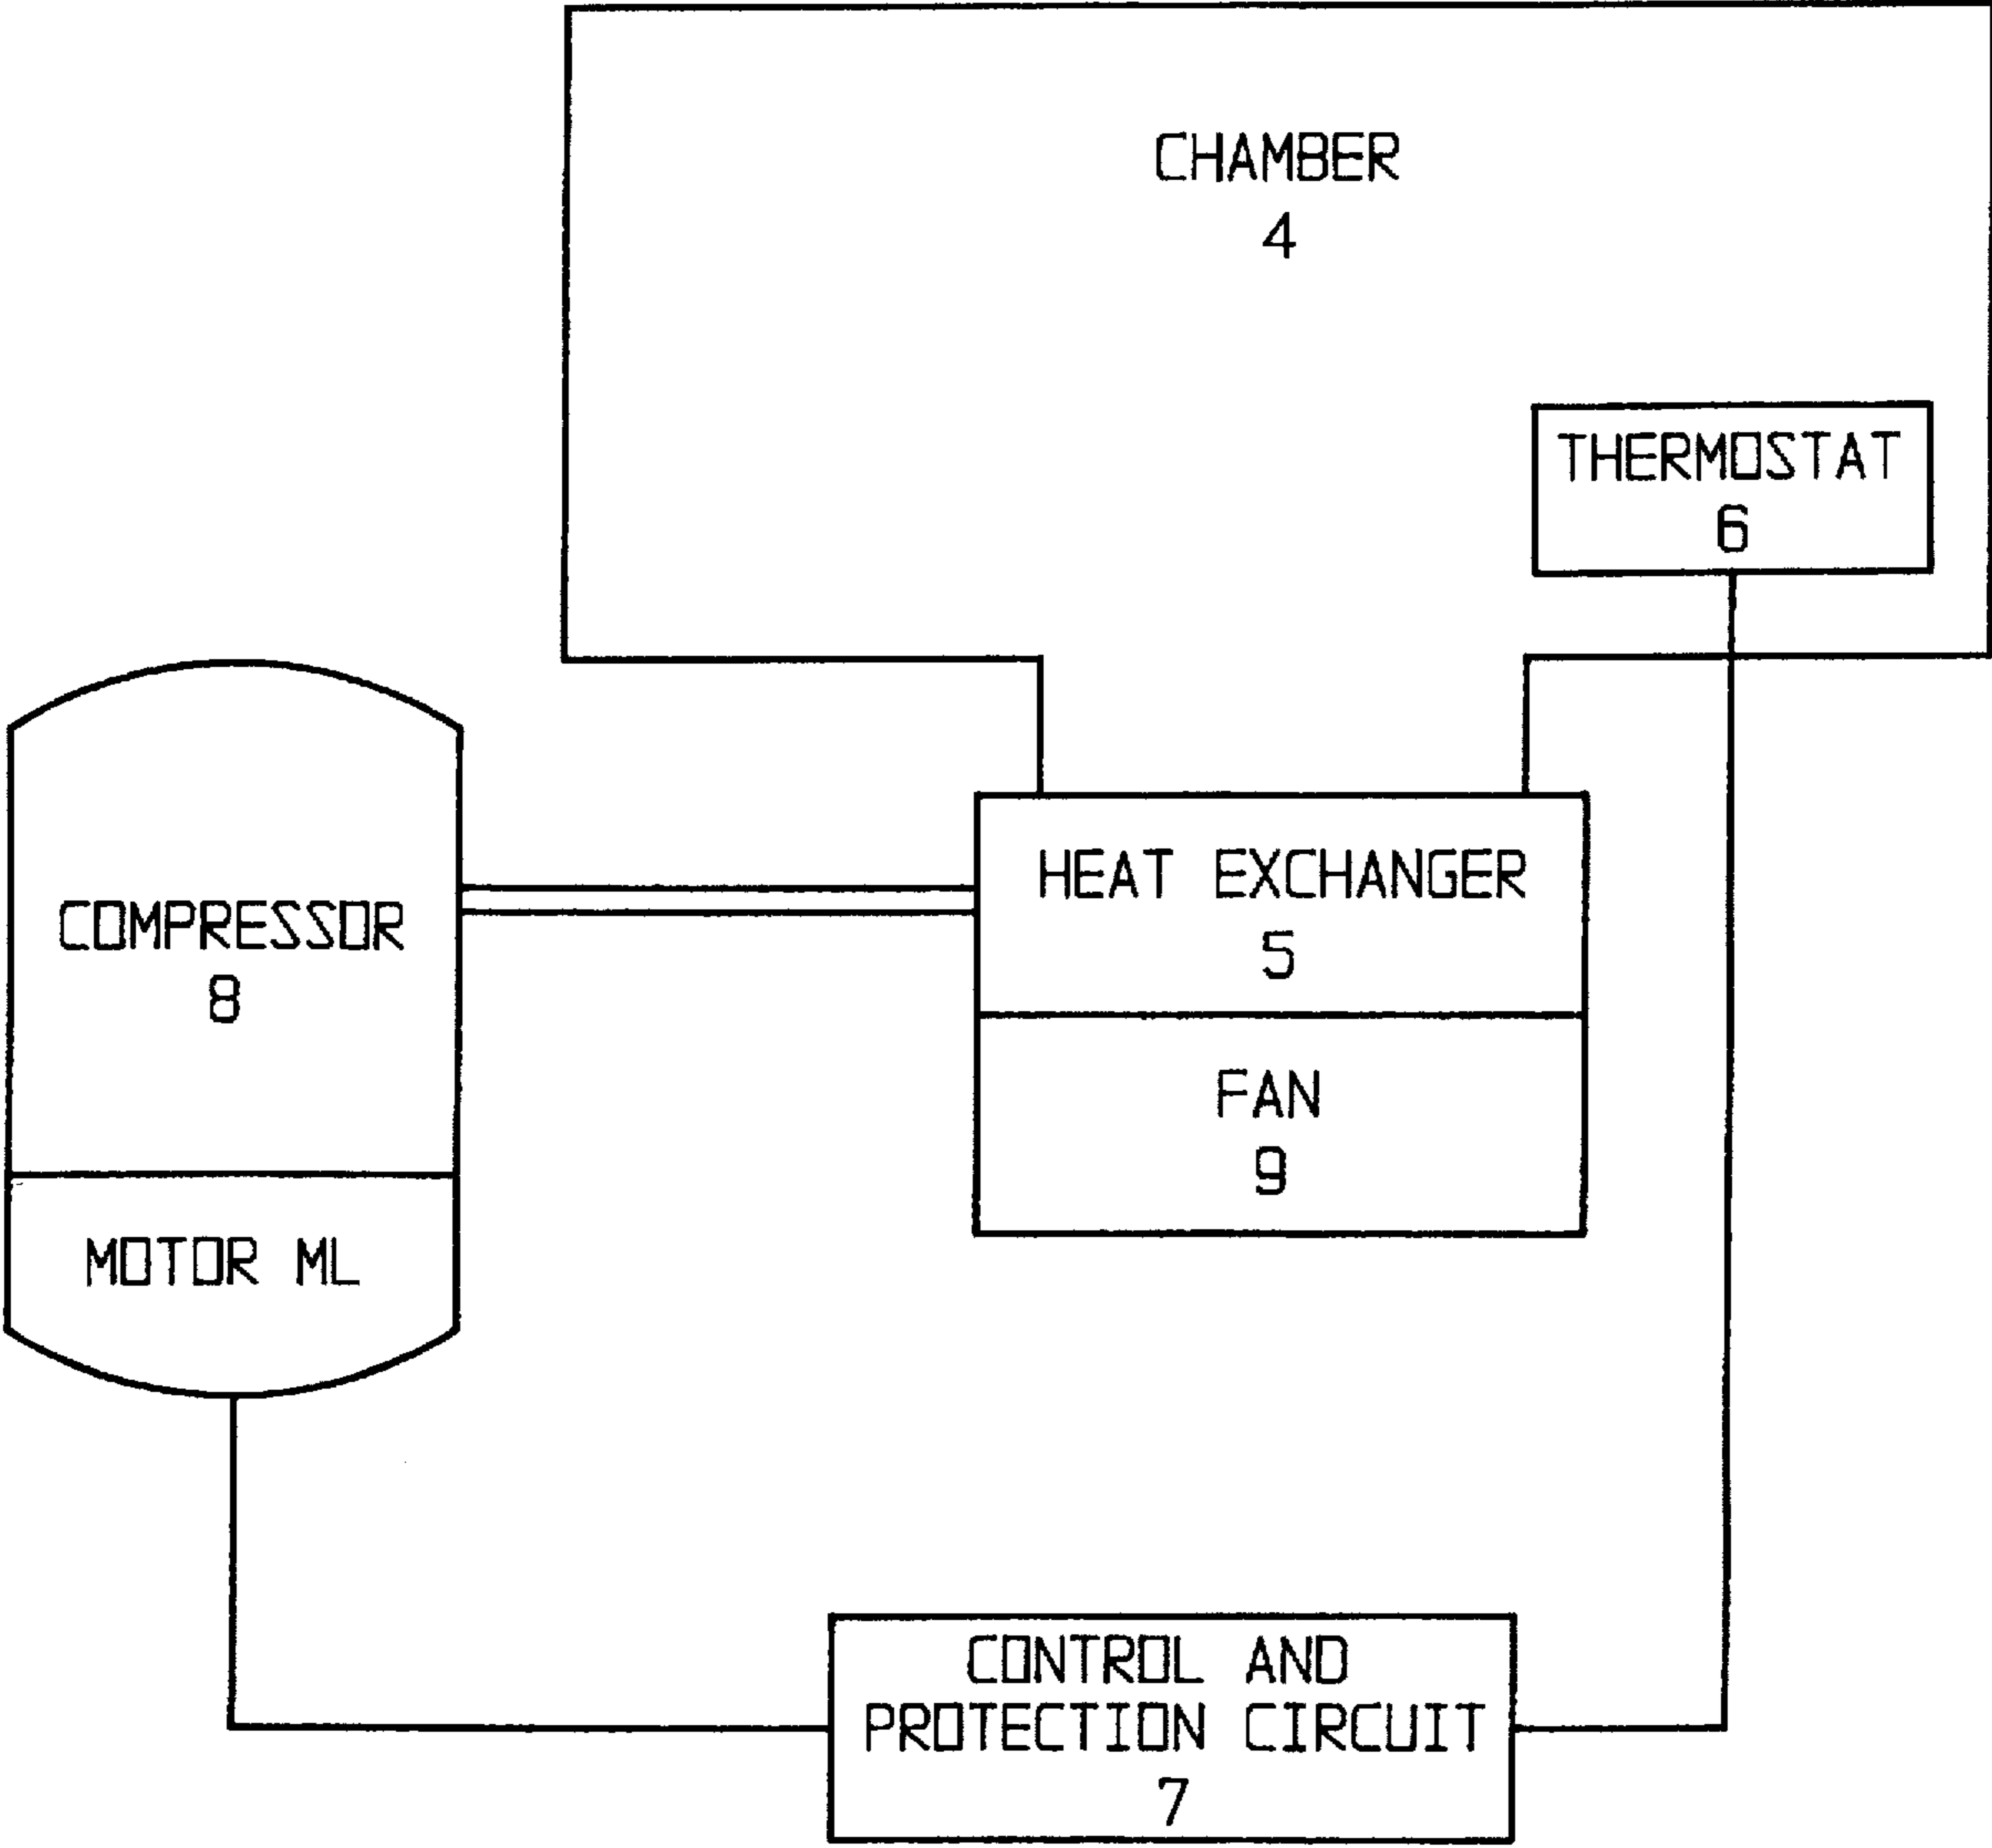 CHAMBER
4
THERMOSTAT
6
HEAT EXCHANGER
5
COMPRESSOR
8
FAN
9
MOTOR ML
CONTROL AND
PROTECTION CIRCUIT
7